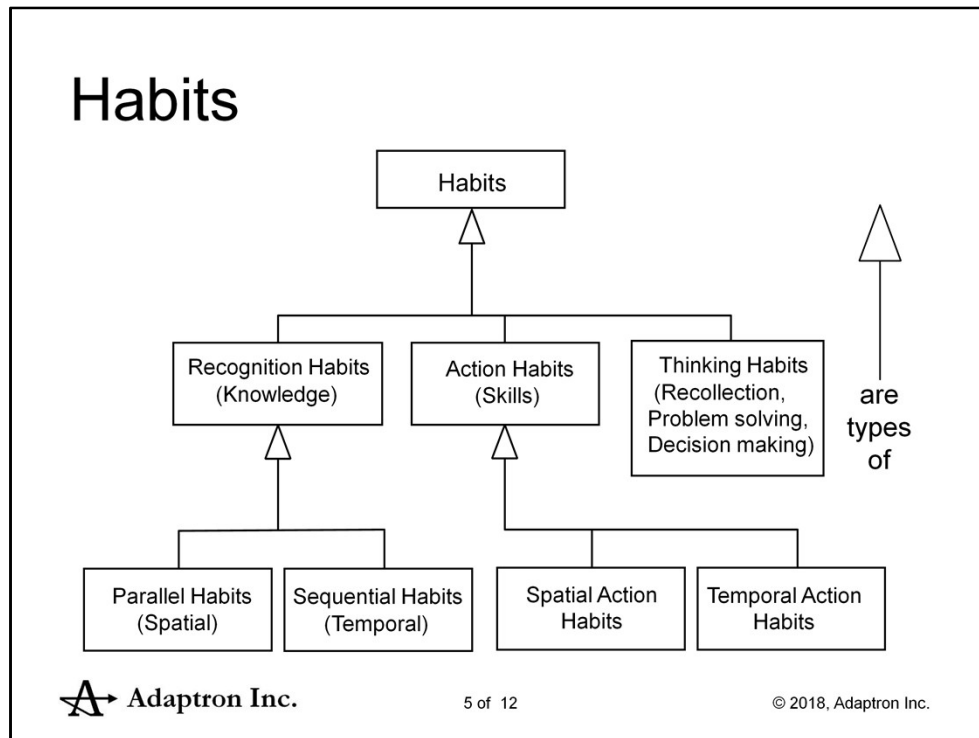 Habits
Habits
Recognition Habits
(Knowledge)
Action Habits
(Skills)
Thinking Habits
(Recollection,
Problem solving,
Decision making)
are
types
of
Parallel Habits
(Spatial)
Sequential Habits
(Temporal)
Spatial Action
Habits
Temporal Action
Habits
Adaptron Inc.
5 of 12
© 2018, Adaptron Inc.